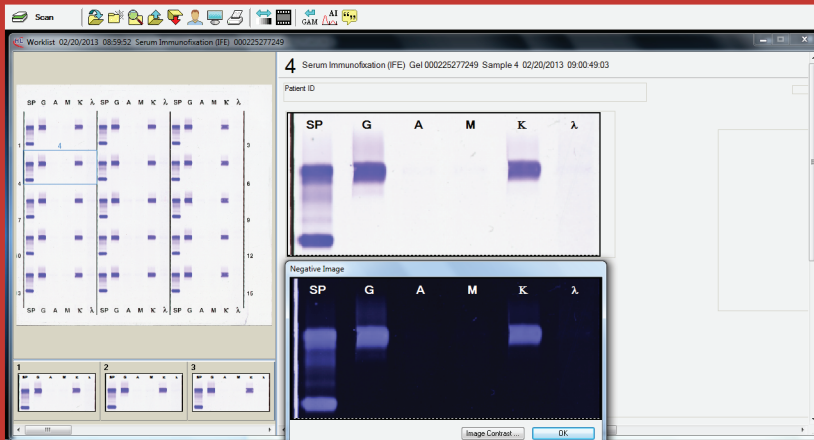 Scan
GAM
AI
Worklist 02/20/2013 08:59:52 Serum Immunofixation (IFE) 000225277249
4 Serum Immunofixation (IFE) Gel 000225277249 Sample 4 02/20/2013 09:00:49:03
Patient ID
SP G A M K λ SP G A M K λ SP G A M K λ
1 3
4
4 6
7 9
12
15
SP G A M K λ SP G A M K λ SP G A M K λ
SP G A M K λ
Negative Image
SP G A M K λ
1 2 3
Image Contrast ... OK